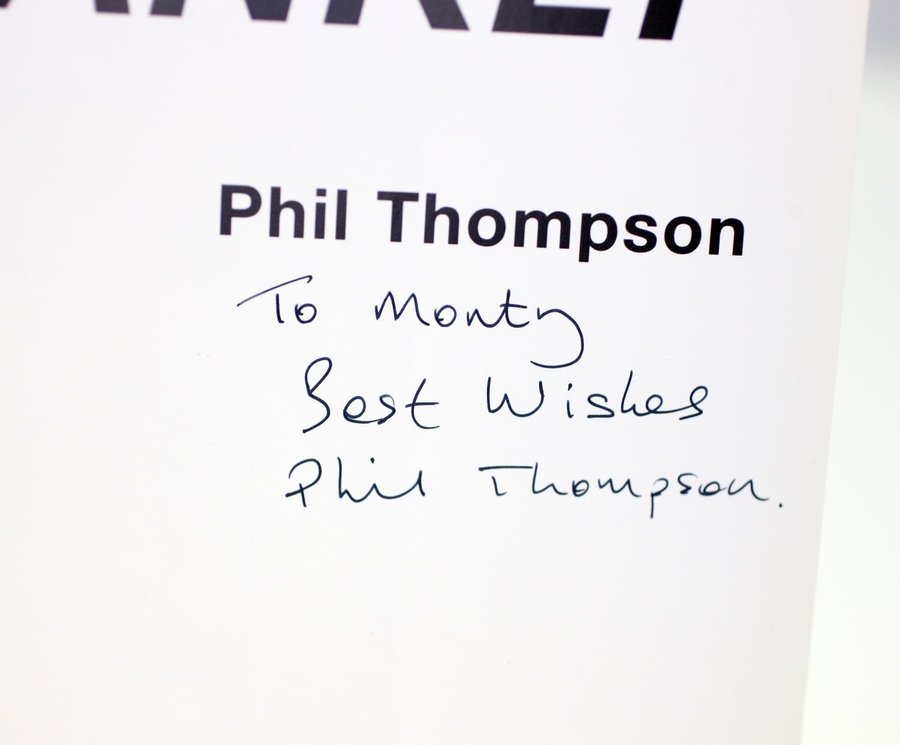 Phil Thompson
To Monty
Best Wishes
Phil Thompson.